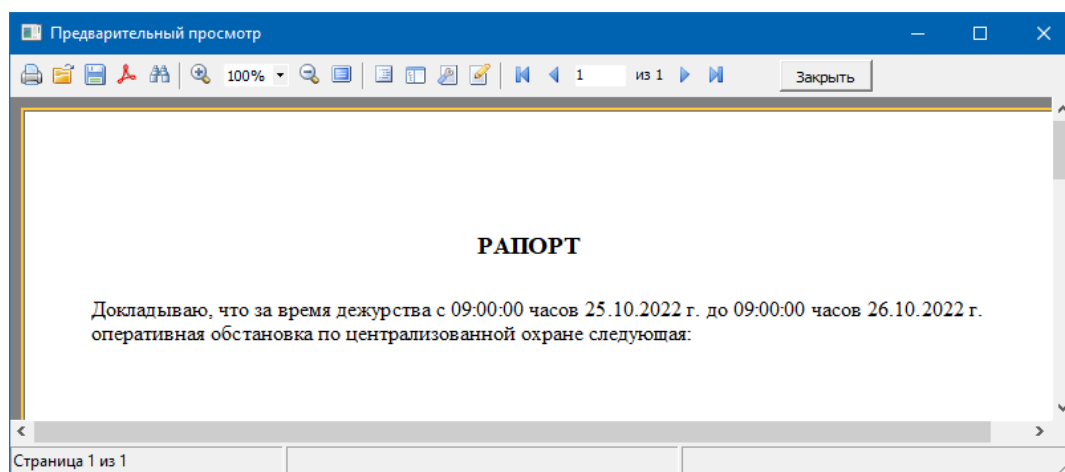 Предварительный просмотр
100% 1 из 1 Закрыть
РАПОРТ
Докладываю, что за время дежурства с 09:00:00 часов 25.10.2022 г. до 09:00:00 часов 26.10.2022 г.
оперативная обстановка по централизованной охране следующая:
Страница 1 из 1